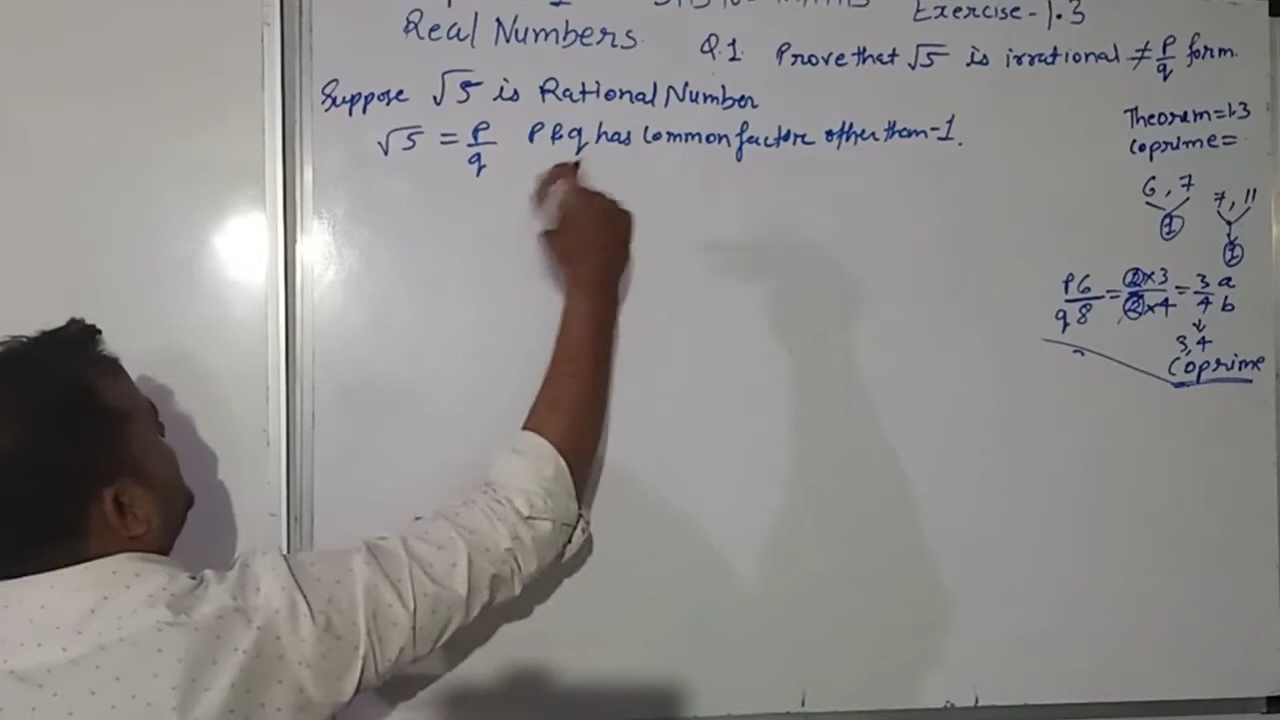 Exercise-1.3
Real Numbers.
Q.1. Prove that √5 is irrational ≠ P/q form.
Suppose √5 is Rational Number
√5 = P/q P & q has common factor other than-1.
Theorem=1.3
Coprime=
6, 7
7, 11
1
1
P6/q8 = 2×3/2×4 = 3/4 a/b
3,4
Coprime